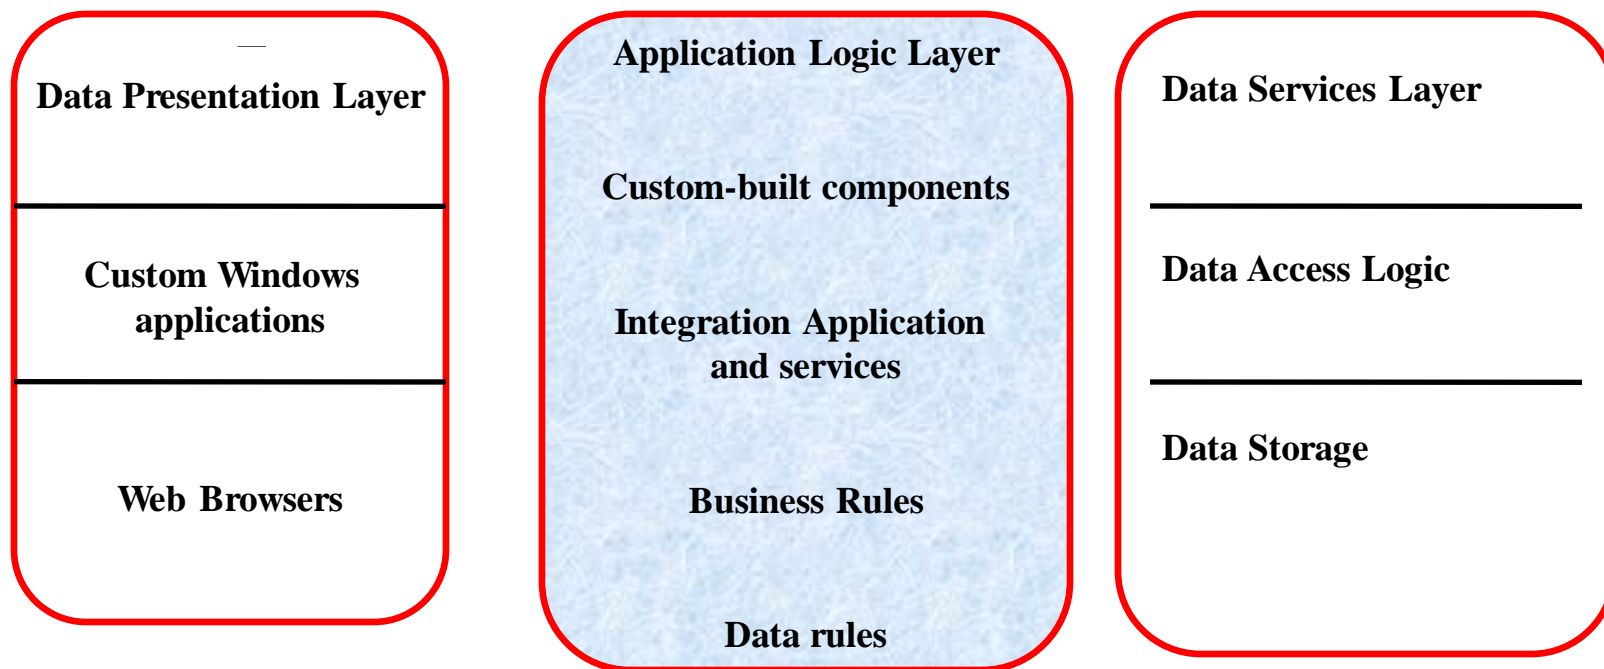 Data Presentation Layer
Custom Windows
applications
Web Browsers
Application Logic Layer
Custom-built components
Integration Application
and services
Business Rules
Data rules
Data Services Layer
Data Access Logic
Data Storage